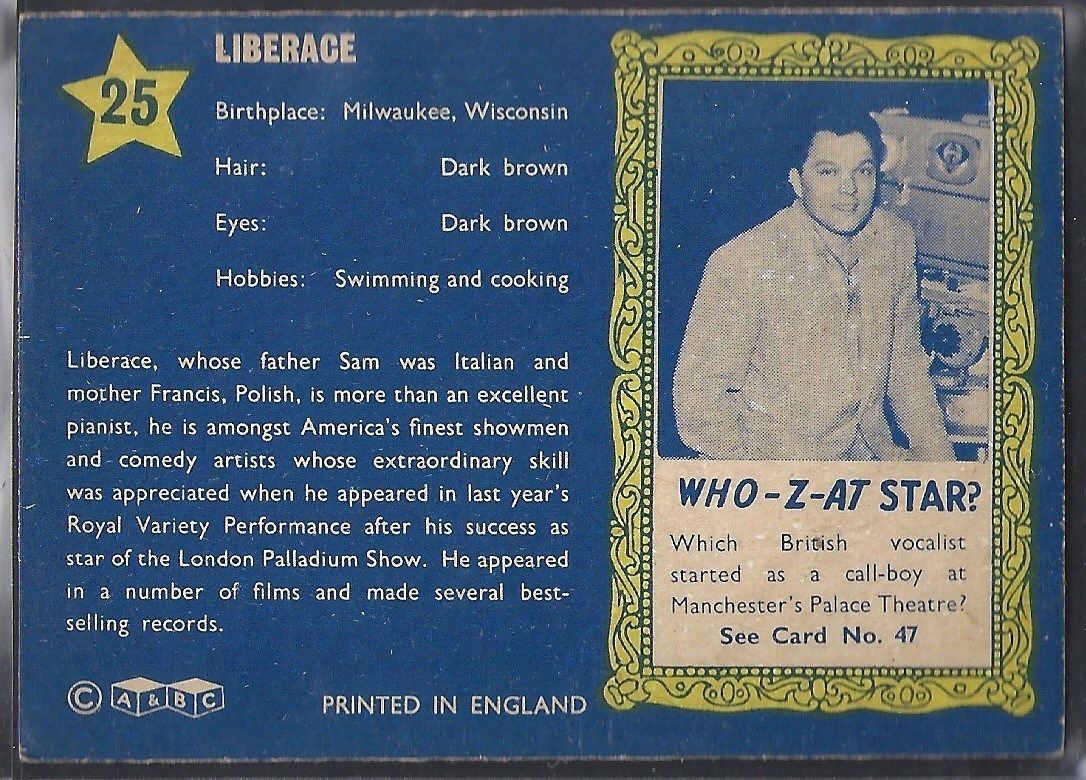 25
LIBERACE
Birthplace: Milwaukee, Wisconsin
Hair: Dark brown
Eyes: Dark brown
Hobbies: Swimming and cooking
Liberace, whose father Sam was Italian and
mother Francis, Polish, is more than an excellent
pianist, he is amongst America's finest showmen
and comedy artists whose extraordinary skill
was appreciated when he appeared in last year's
Royal Variety Performance after his success as
star of the London Palladium Show. He appeared
in a number of films and made several best-
selling records.
© A & B C
PRINTED IN ENGLAND
WHO-Z-AT STAR?
Which British vocalist
started as a call-boy at
Manchester's Palace Theatre?
See Card No. 47